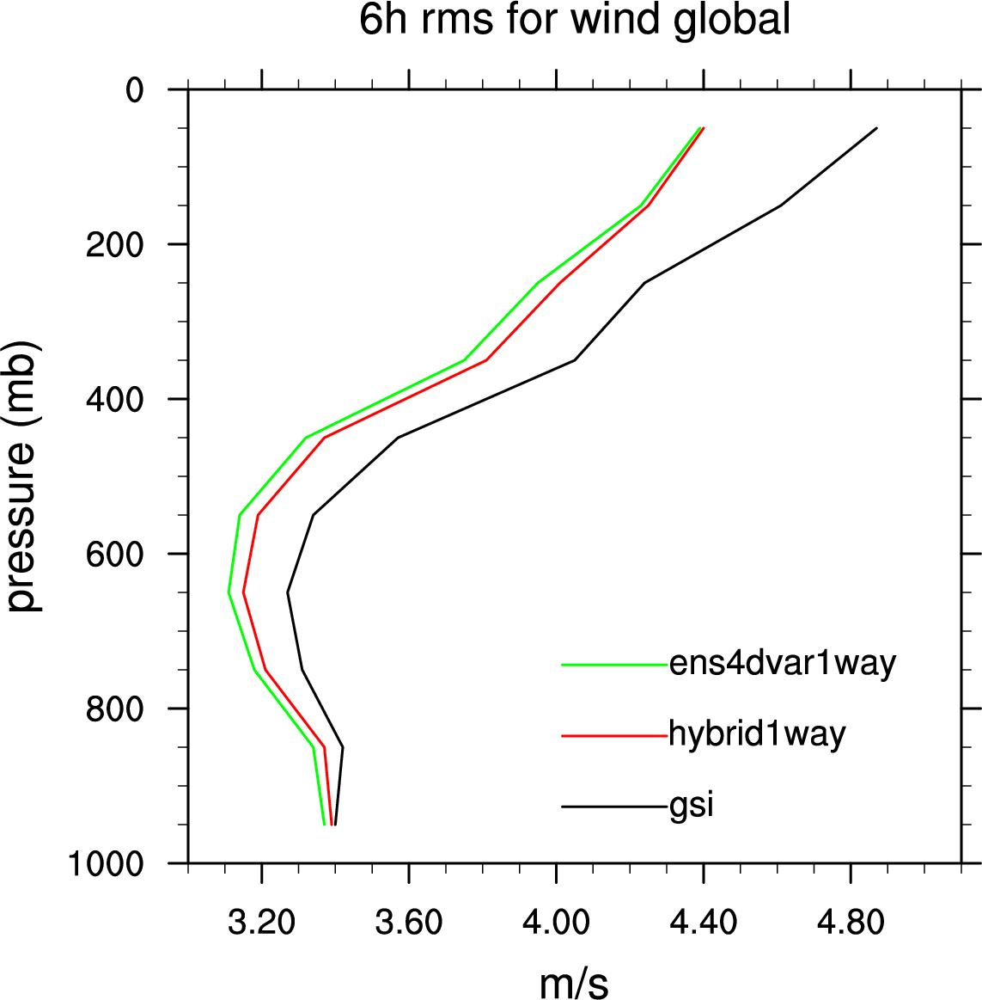 6h rms for wind global
0
200
400
600
800
1000
pressure (mb)
ens4dvar1way
hybrid1way
gsi
3.20 3.60 4.00 4.40 4.80
m/s